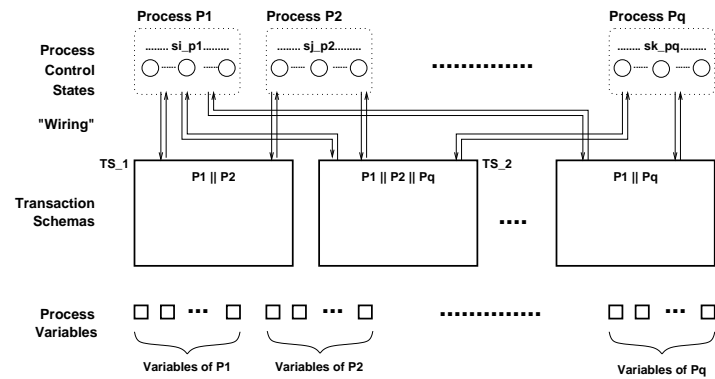 Process P1
Process P2
Process Pq
Process
Control
States
........ si_p1.........
........ sj_p2.........
........ sk_pq.........
"Wiring"
TS_1
TS_2
P1 || P2
P1 || P2 || Pq
P1 || Pq
Transaction
Schemas
Process
Variables
Variables of P1
Variables of P2
Variables of Pq